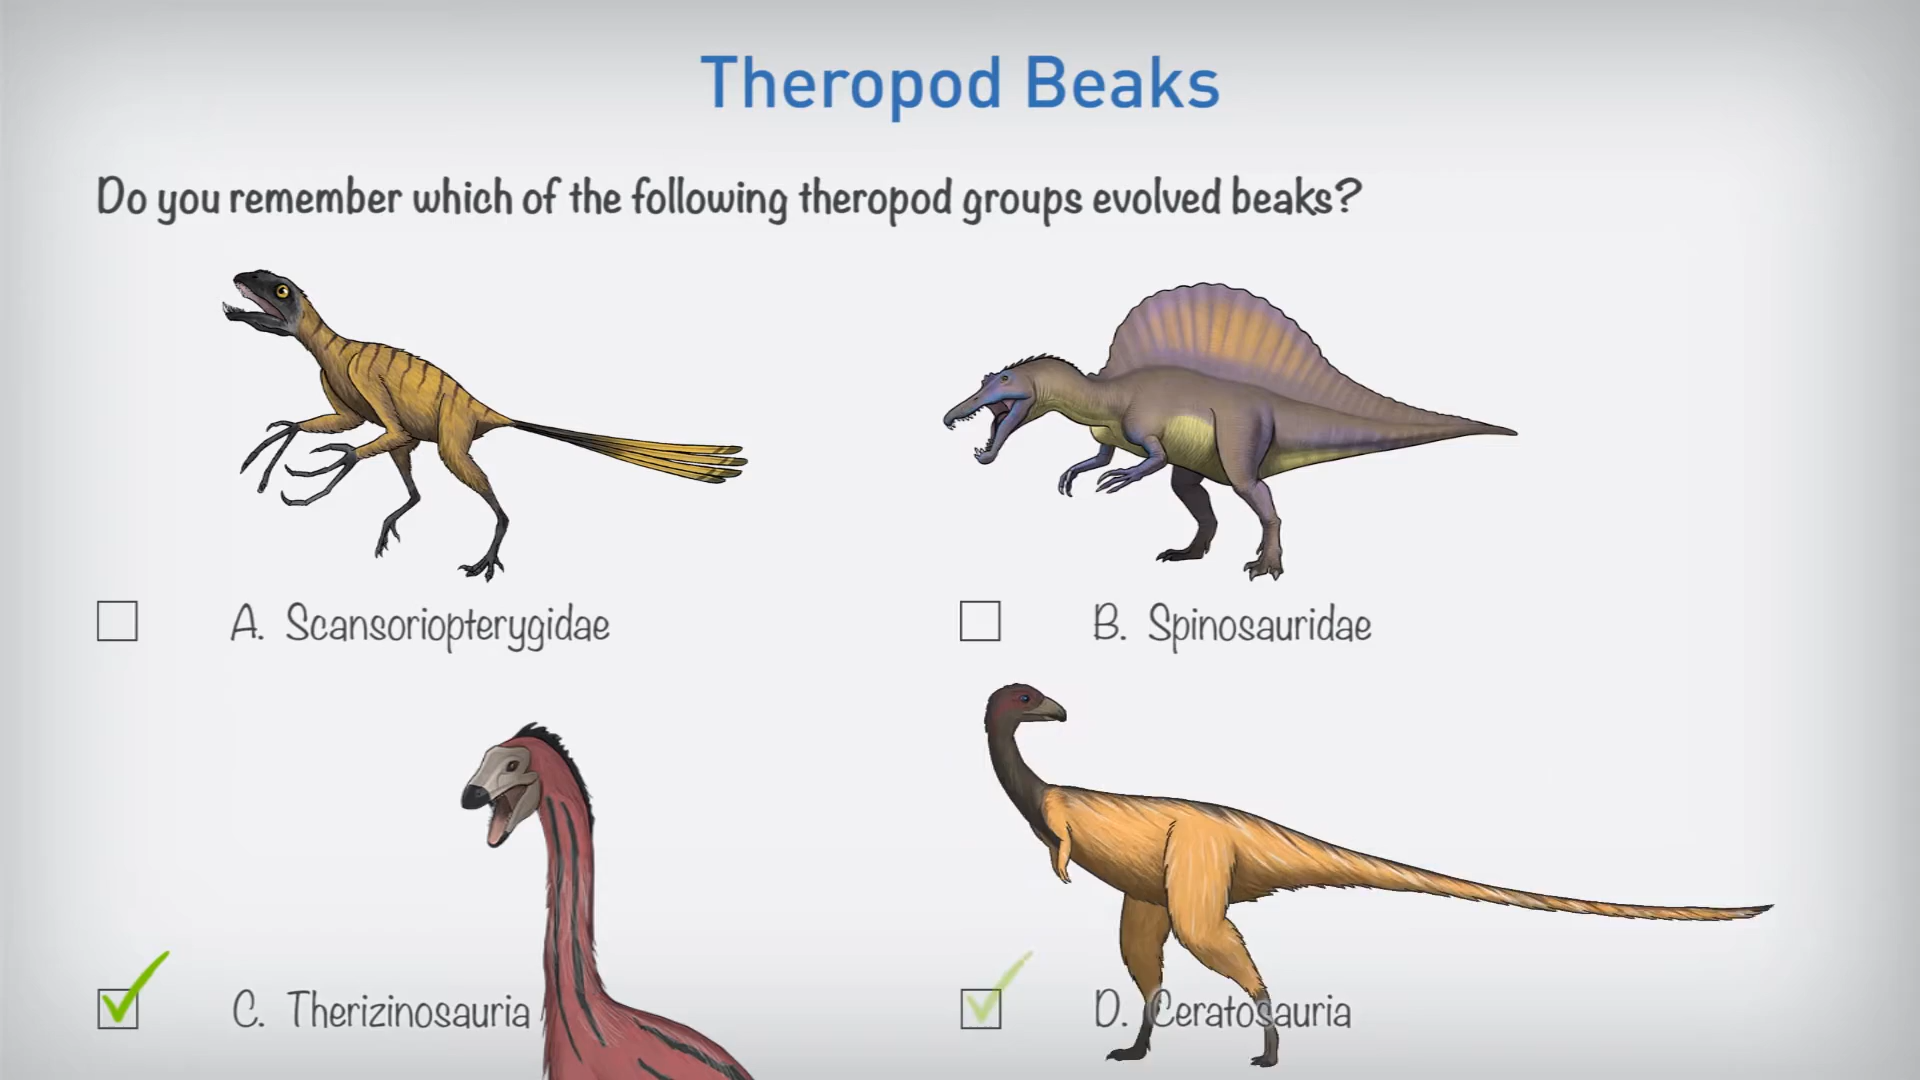 Theropod Beaks
Do you remember which of the following theropod groups evolved beaks?
A. Scansoriopterygidae
B. Spinosauridae
C. Therizinosauria
D. Ceratosauria